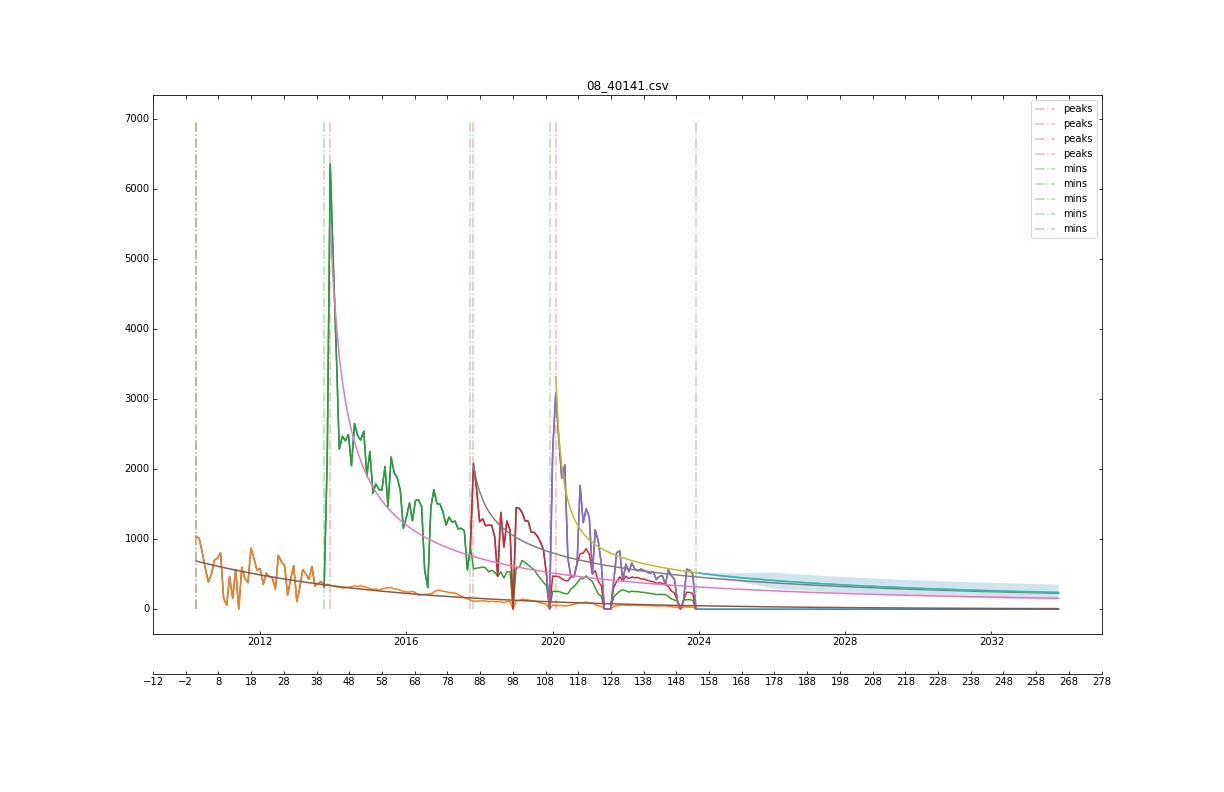 08_40141.csv
7000
6000
5000
4000
3000
2000
1000
0
peaks
peaks
peaks
peaks
mins
mins
mins
mins
mins
2012 2016 2020 2024 2028 2032
−12 −2 8 18 28 38 48 58 68 78 88 98 108 118 128 138 148 158 168 178 188 198 208 218 228 238 248 258 268 278